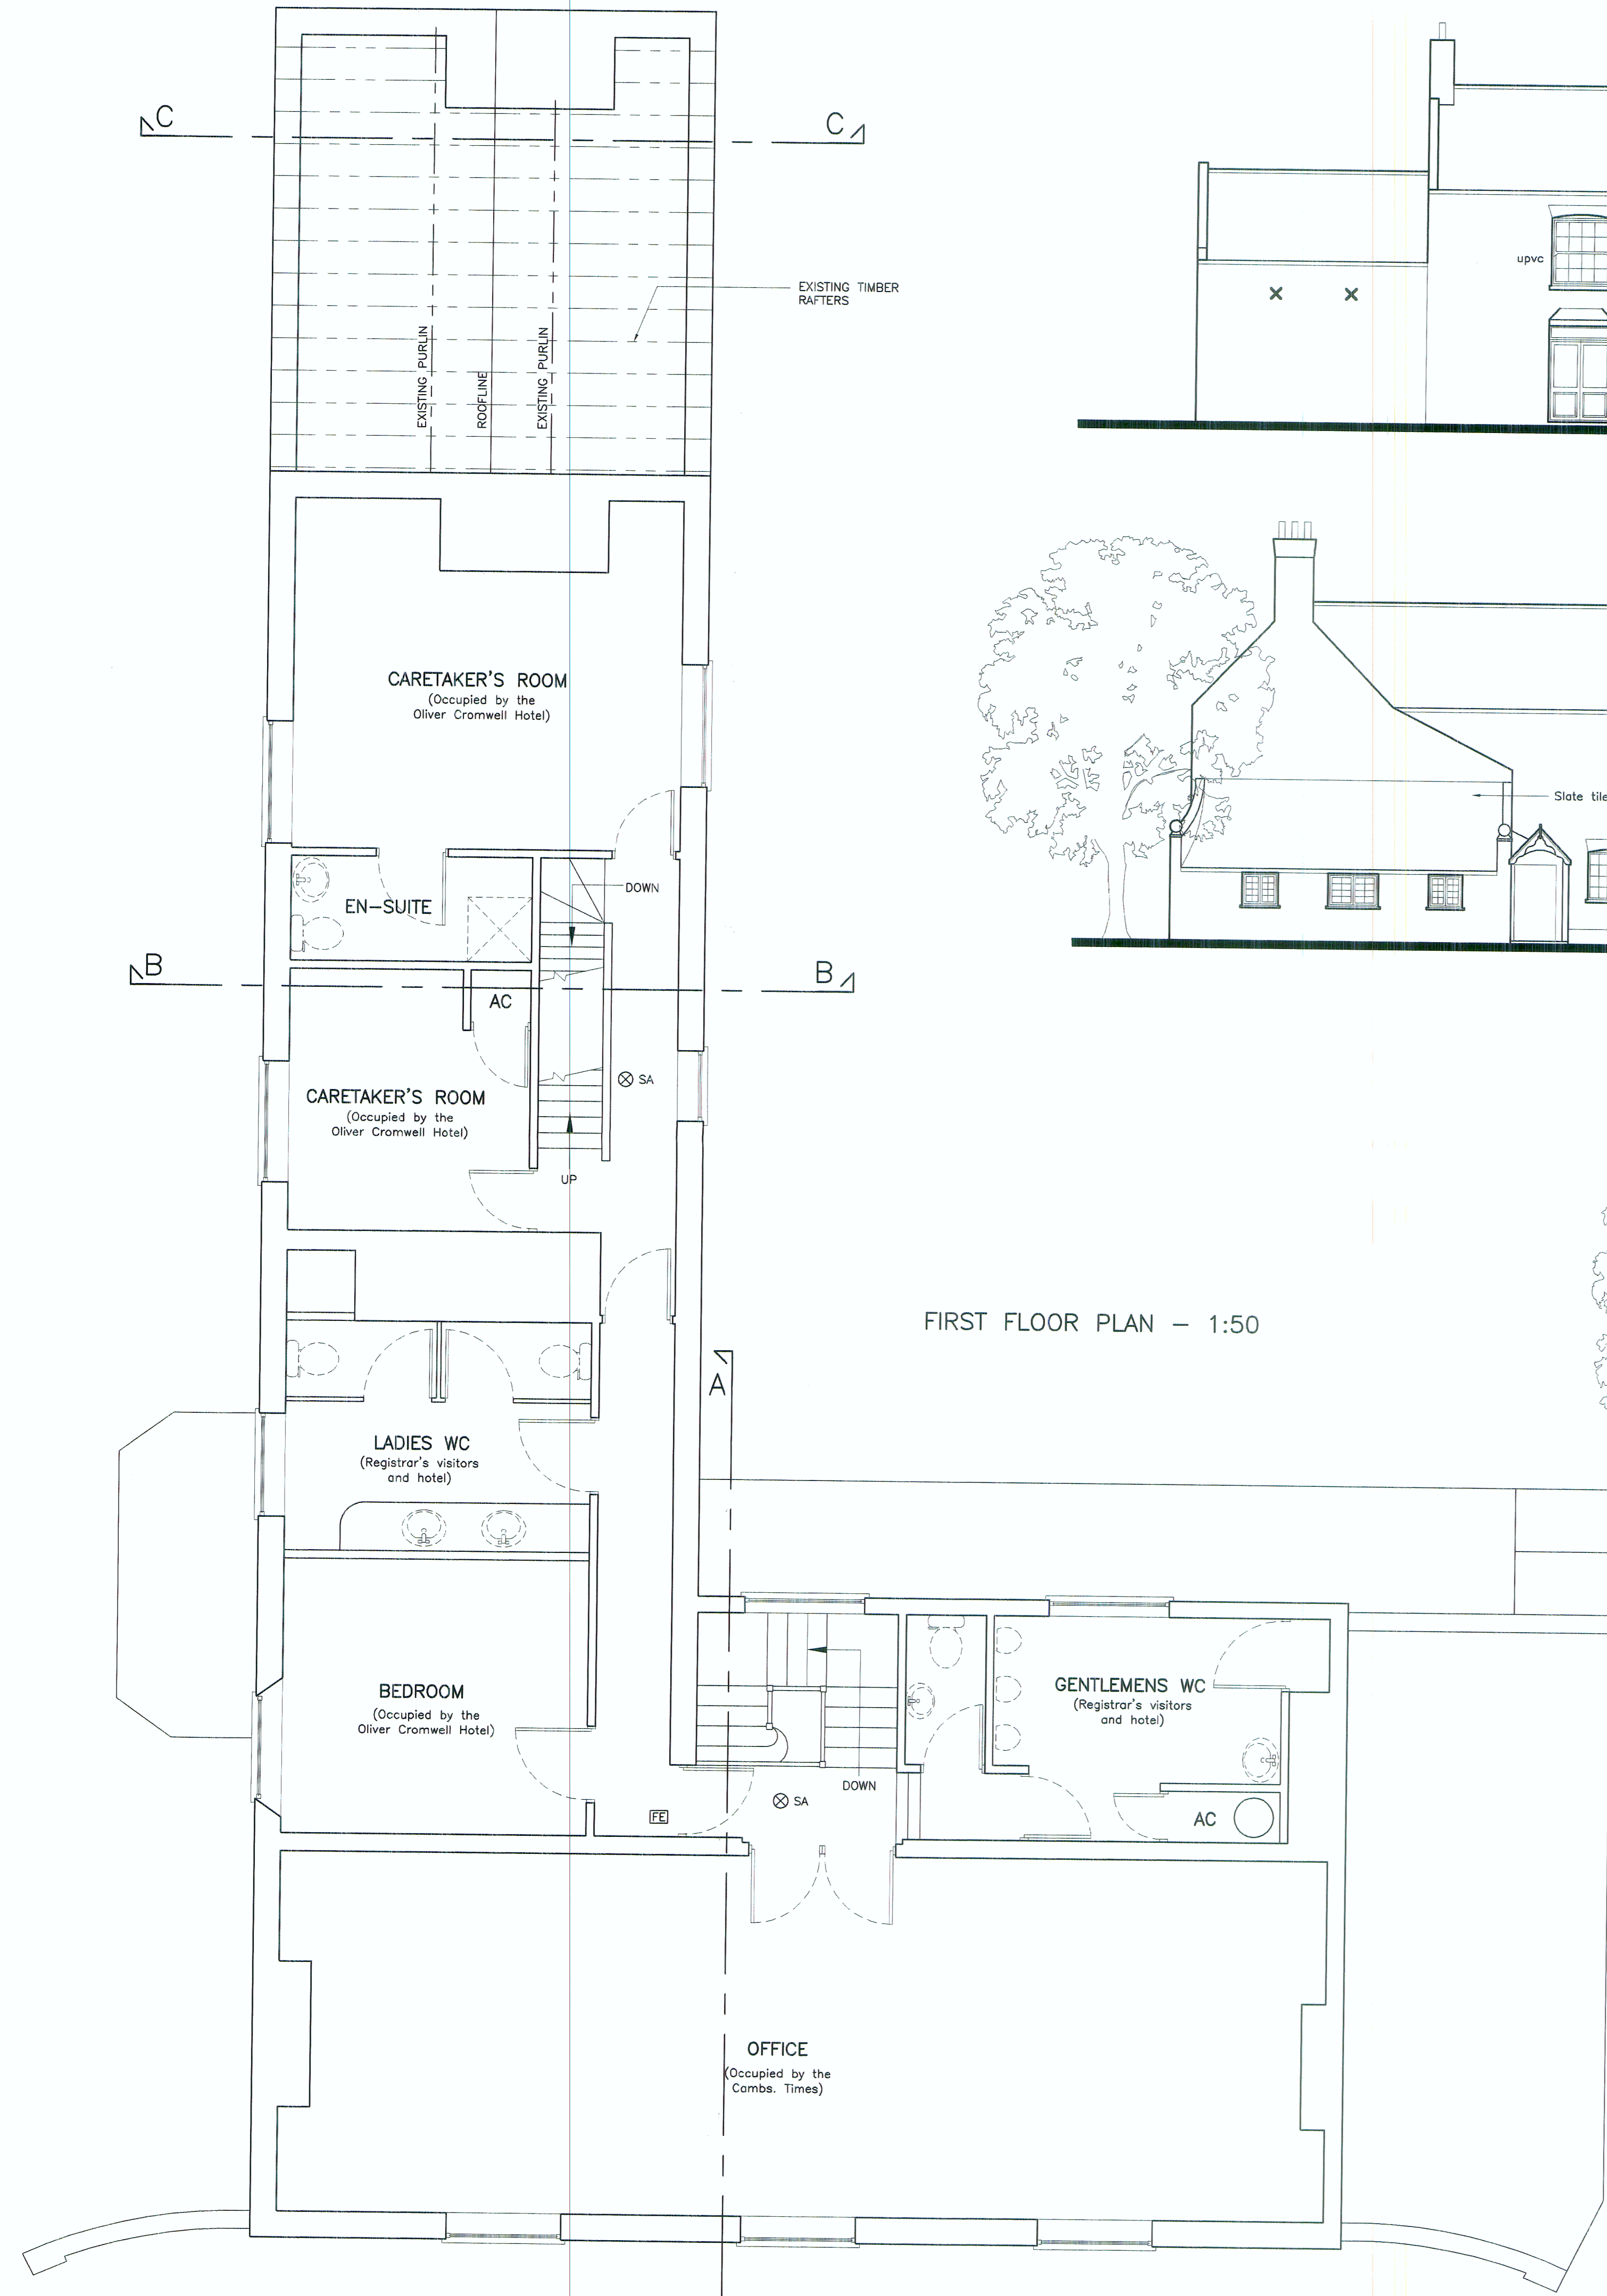 C
C
upvc
EXISTING TIMBER
RAFTERS
EXISTING PURLIN
ROOFLINE
EXISTING PURLIN
CARETAKER'S ROOM
(Occupied by the
Oliver Cromwell Hotel)
Slate tile
DOWN
EN-SUITE
B
B
AC
SA
CARETAKER'S ROOM
(Occupied by the
Oliver Cromwell Hotel)
UP
FIRST FLOOR PLAN - 1:50
A
LADIES WC
(Registrar's visitors
and hotel)
BEDROOM
(Occupied by the
Oliver Cromwell Hotel)
GENTLEMENS WC
(Registrar's visitors
and hotel)
DOWN
SA
FE
AC
OFFICE
(Occupied by the
Cambs. Times)